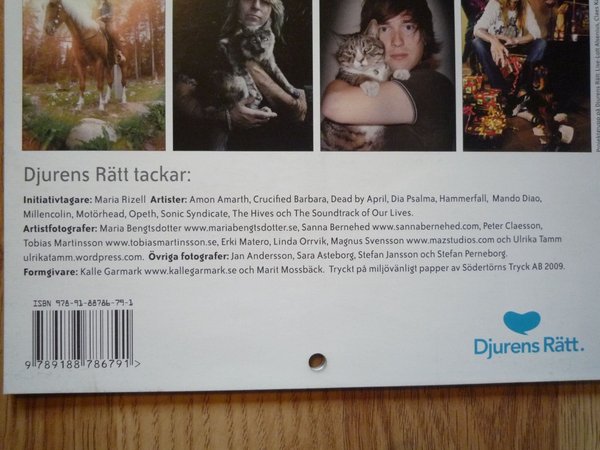 Djurens Rätt tackar:
Initiativtagare: Maria Rizell Artister: Amon Amarth, Crucified Barbara, Dead by April, Dia Psalma, Hammerfall, Mando Diao,
Millencolin, Motörhead, Opeth, Sonic Syndicate, The Hives och The Soundtrack of Our Lives.
Artistfotografer: Maria Bengtsdotter www.mariabengtsdotter.se, Sanna Bernehed www.sannabernehed.com, Peter Claesson,
Tobias Martinsson www.tobiasmartinsson.se, Erki Matero, Linda Orrvik, Magnus Svensson www.mazstudios.com och Ulrika Tamm
ulrikatamm.wordpress.com. Övriga fotografer: Jan Andersson, Sara Asteborg, Stefan Jansson och Stefan Perneborg.
Formgivare: Kalle Garmark www.kallegarmark.se och Marit Mossbäck. Tryckt på miljövänligt papper av Södertörns Tryck AB 2009.
ISBN 978-91-88786-79-1
9 789188 786791>
Djurens Rätt.